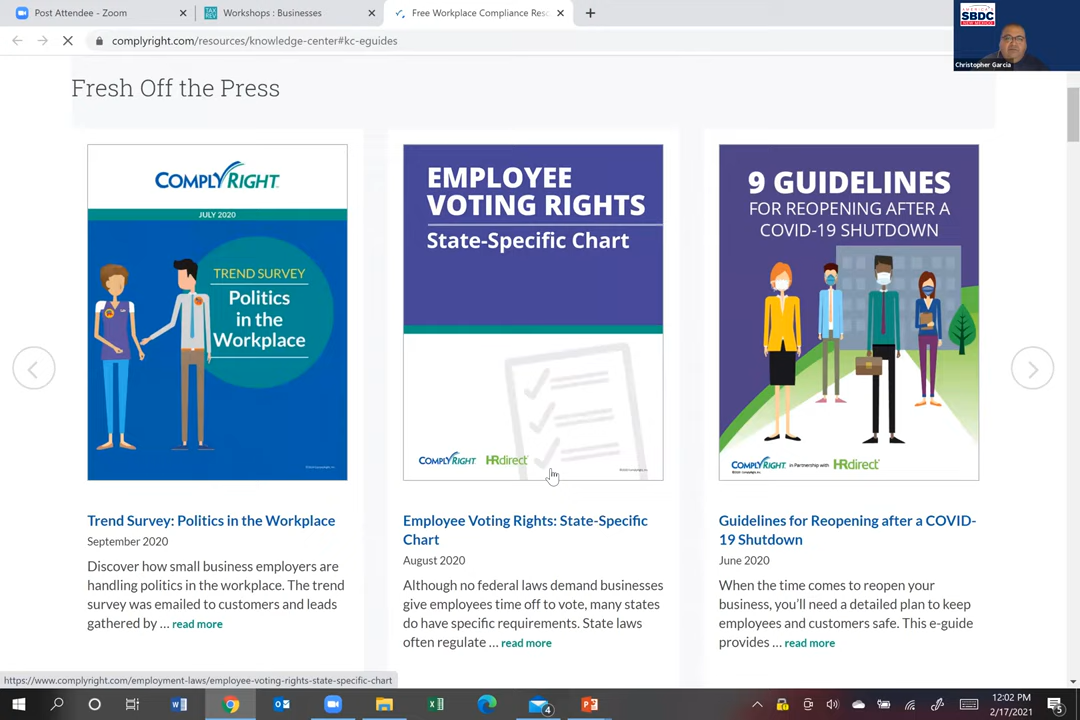 Post Attendee - Zoom
Workshops : Businesses
Free Workplace Compliance Reso
complyright.com/resources/knowledge-center#kc-eguides
AMERICA'S
SBDC
NEW MEXICO
Christopher Garcia
Fresh Off the Press
COMPLYRIGHT
JULY 2020
TREND SURVEY
Politics
in the
Workplace
EMPLOYEE
VOTING RIGHTS
State-Specific Chart
COMPLYRIGHT HRdirect
9 GUIDELINES
FOR REOPENING AFTER A
COVID-19 SHUTDOWN
COMPLYRIGHT in Partnership with HRdirect
Trend Survey: Politics in the Workplace
September 2020
Discover how small business employers are
handling politics in the workplace. The trend
survey was emailed to customers and leads
gathered by ... read more
Employee Voting Rights: State-Specific
Chart
August 2020
Although no federal laws demand businesses
give employees time off to vote, many states
do have specific requirements. State laws
often regulate ... read more
Guidelines for Reopening after a COVID-
19 Shutdown
June 2020
When the time comes to reopen your
business, you'll need a detailed plan to keep
employees and customers safe. This e-guide
provides ... read more
https://www.complyright.com/employment-laws/employee-voting-rights-state-specific-chart
4
12:02 PM
2/17/2021
5